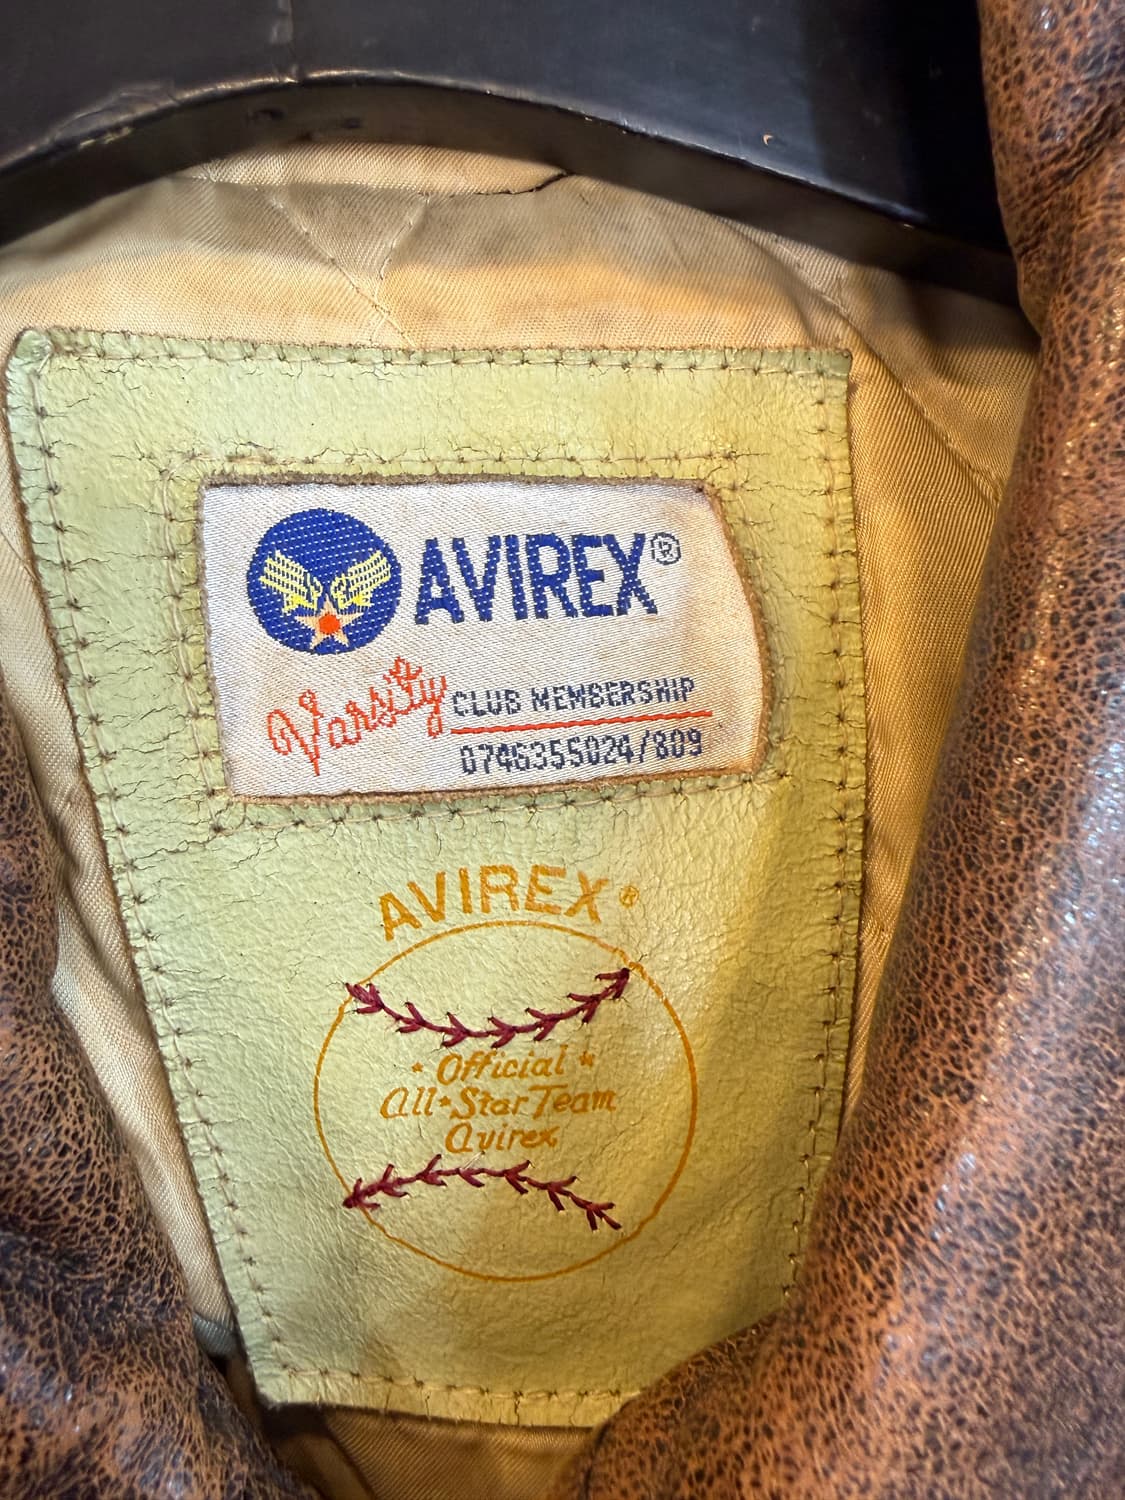 AVIREX®
Varsity CLUB MEMBERSHIP
0746355024/809
AVIREX®
* Official *
All*Star Team
Avirex